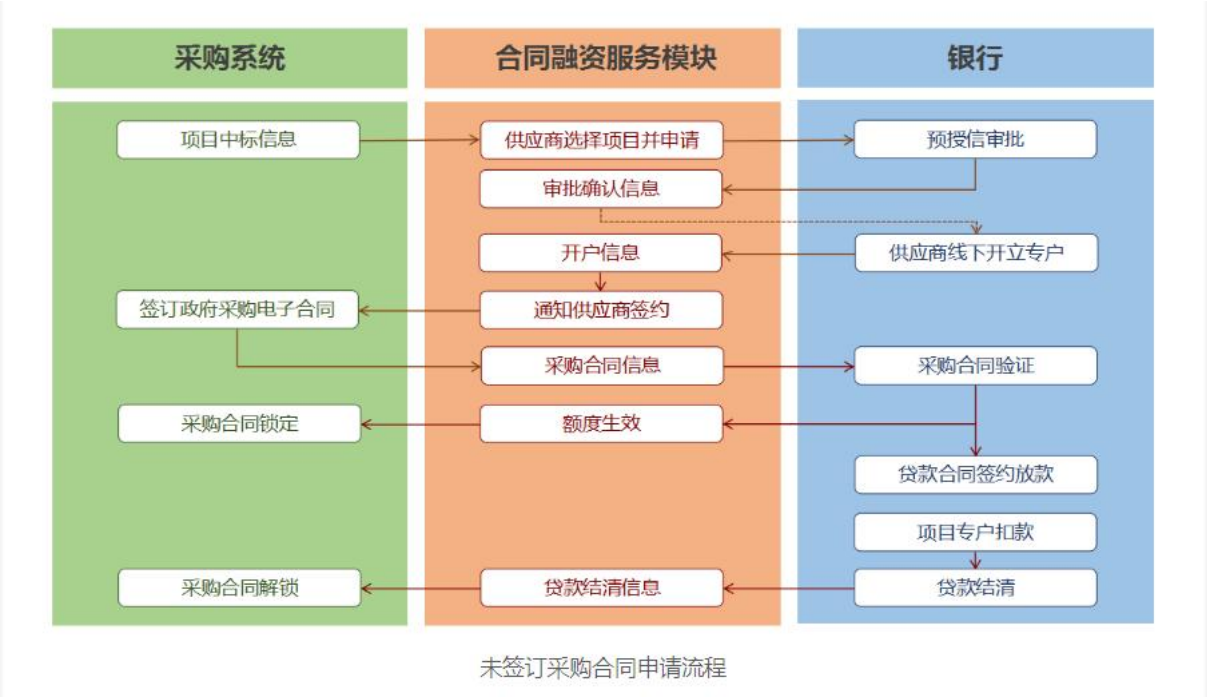 采购系统
合同融资服务模块
银行
项目中标信息
供应商选择项目并申请
预授信审批
审批确认信息
开户信息
供应商线下开立专户
签订政府采购电子合同
通知供应商签约
采购合同信息
采购合同验证
采购合同锁定
额度生效
贷款合同签约放款
项目专户扣款
采购合同解锁
贷款结清信息
贷款结清
未签订采购合同申请流程